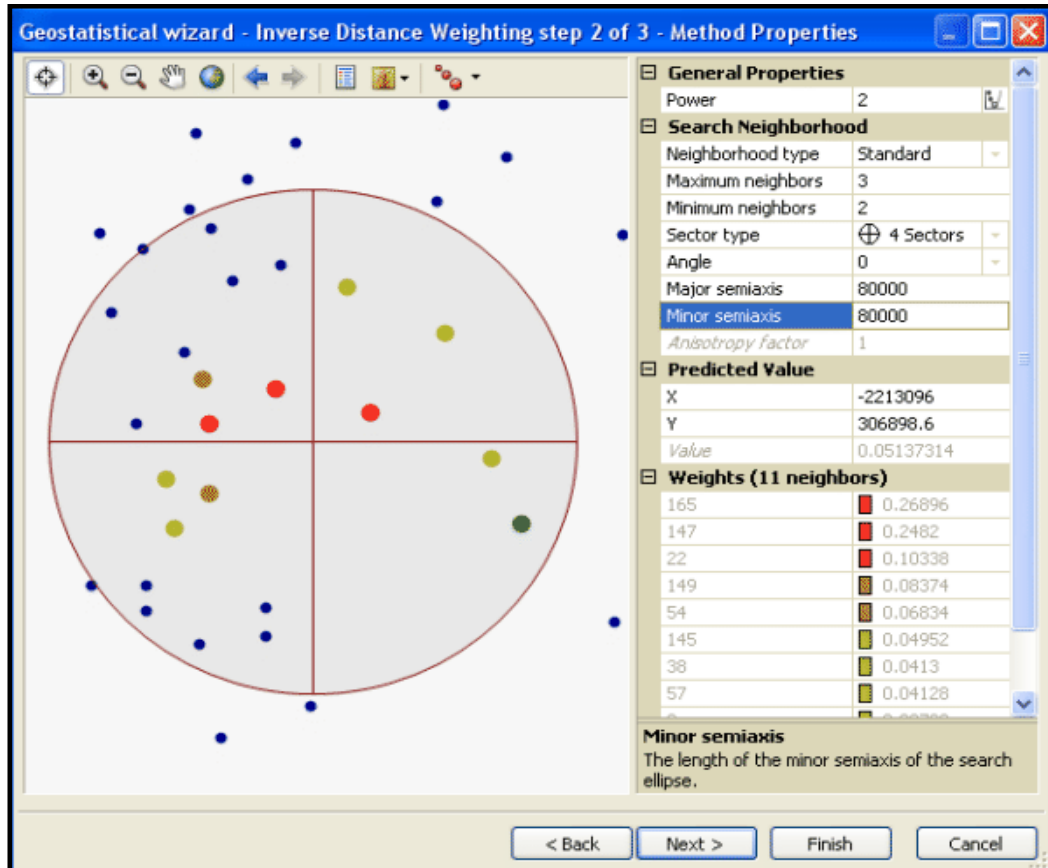 Geostatistical wizard - Inverse Distance Weighting step 2 of 3 - Method Properties
General Properties
Power 2
Search Neighborhood
Neighborhood type Standard
Maximum neighbors 3
Minimum neighbors 2
Sector type 4 Sectors
Angle 0
Major semiaxis 80000
Minor semiaxis 80000
Anisotropy factor 1
Predicted Value
X -2213096
Y 306898.6
Value 0.05137314
Weights (11 neighbors)
165 0.26896
147 0.2482
22 0.10338
149 0.08374
54 0.06834
145 0.04952
38 0.0413
57 0.04128
Minor semiaxis
The length of the minor semiaxis of the search
ellipse.
< Back Next > Finish Cancel